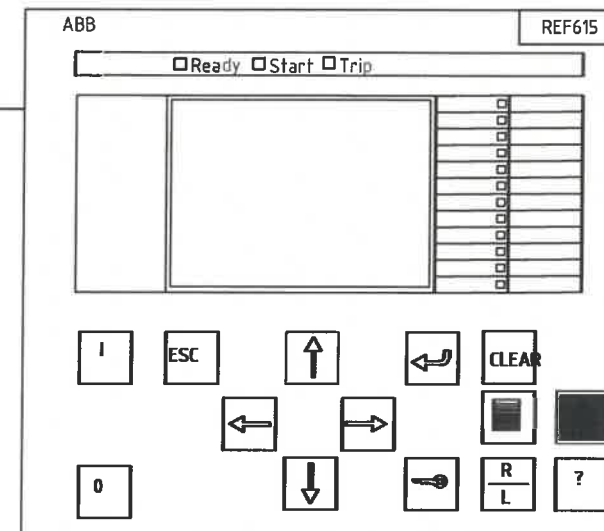 ABB REF615
Ready Start Trip
I ESC CLEAR
0 R ?
L